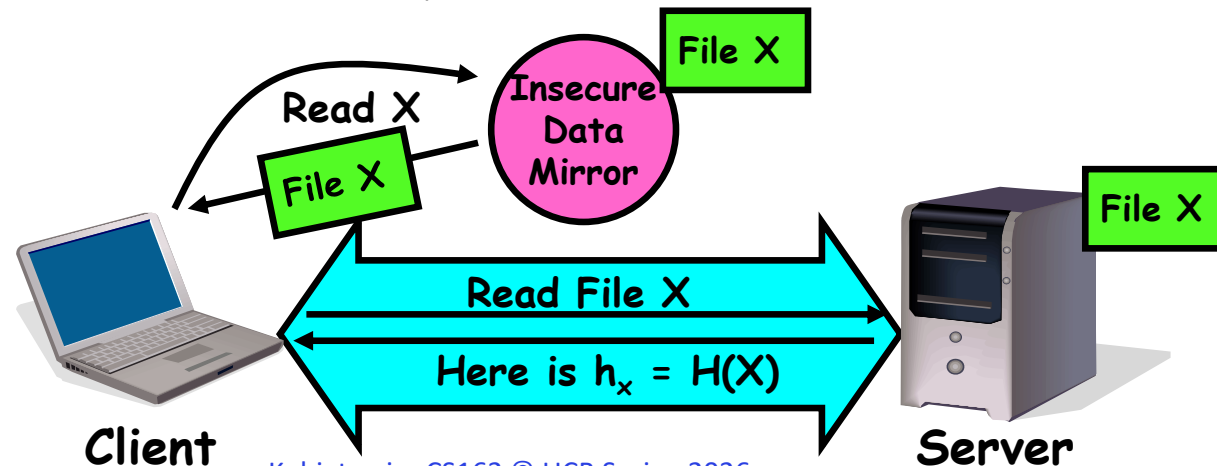 File X
Insecure
Data
Mirror
Read X
File X
File X
Read File X
Here is hₓ = H(X)
Client
Server